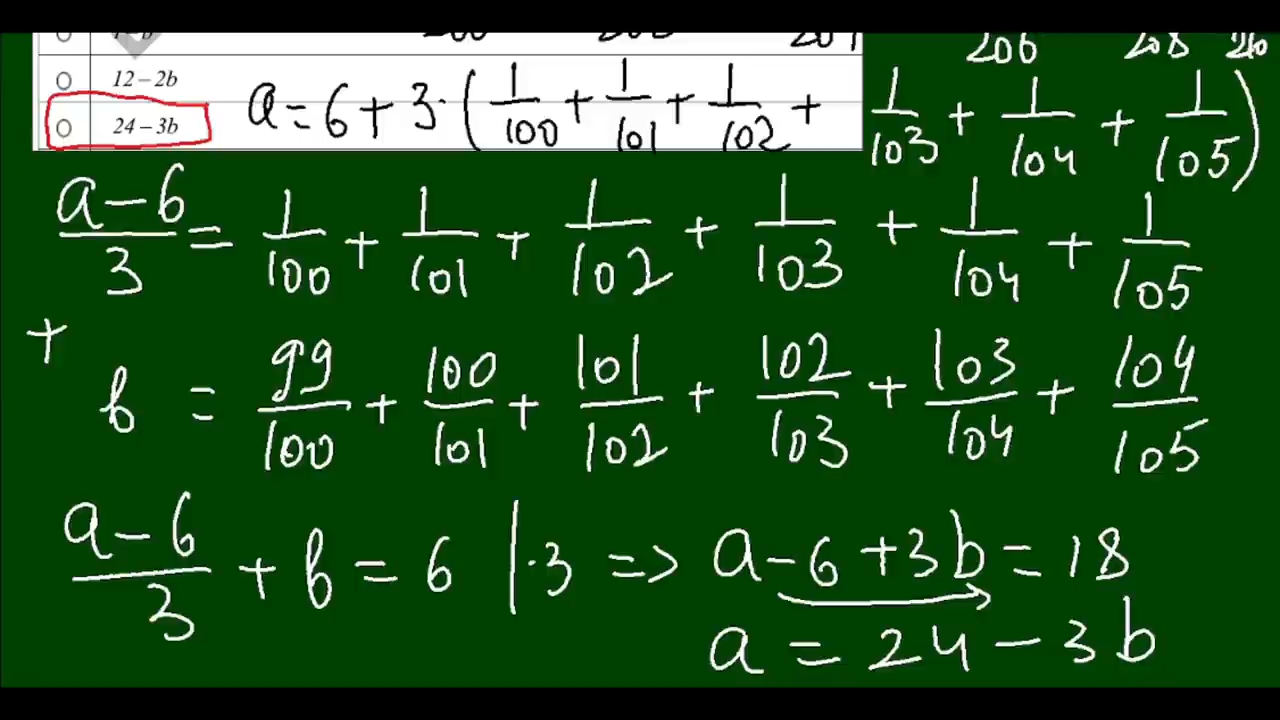 206 208 210
12 – 2b
24 – 3b
a = 6 + 3·(1/100 + 1/101 + 1/102 + 1/103 + 1/104 + 1/105)
(a – 6)/3 = 1/100 + 1/101 + 1/102 + 1/103 + 1/104 + 1/105
+
b = 99/100 + 100/101 + 101/102 + 102/103 + 103/104 + 104/105
(a – 6)/3 + b = 6 |·3 => a – 6 + 3b = 18
a = 24 – 3b